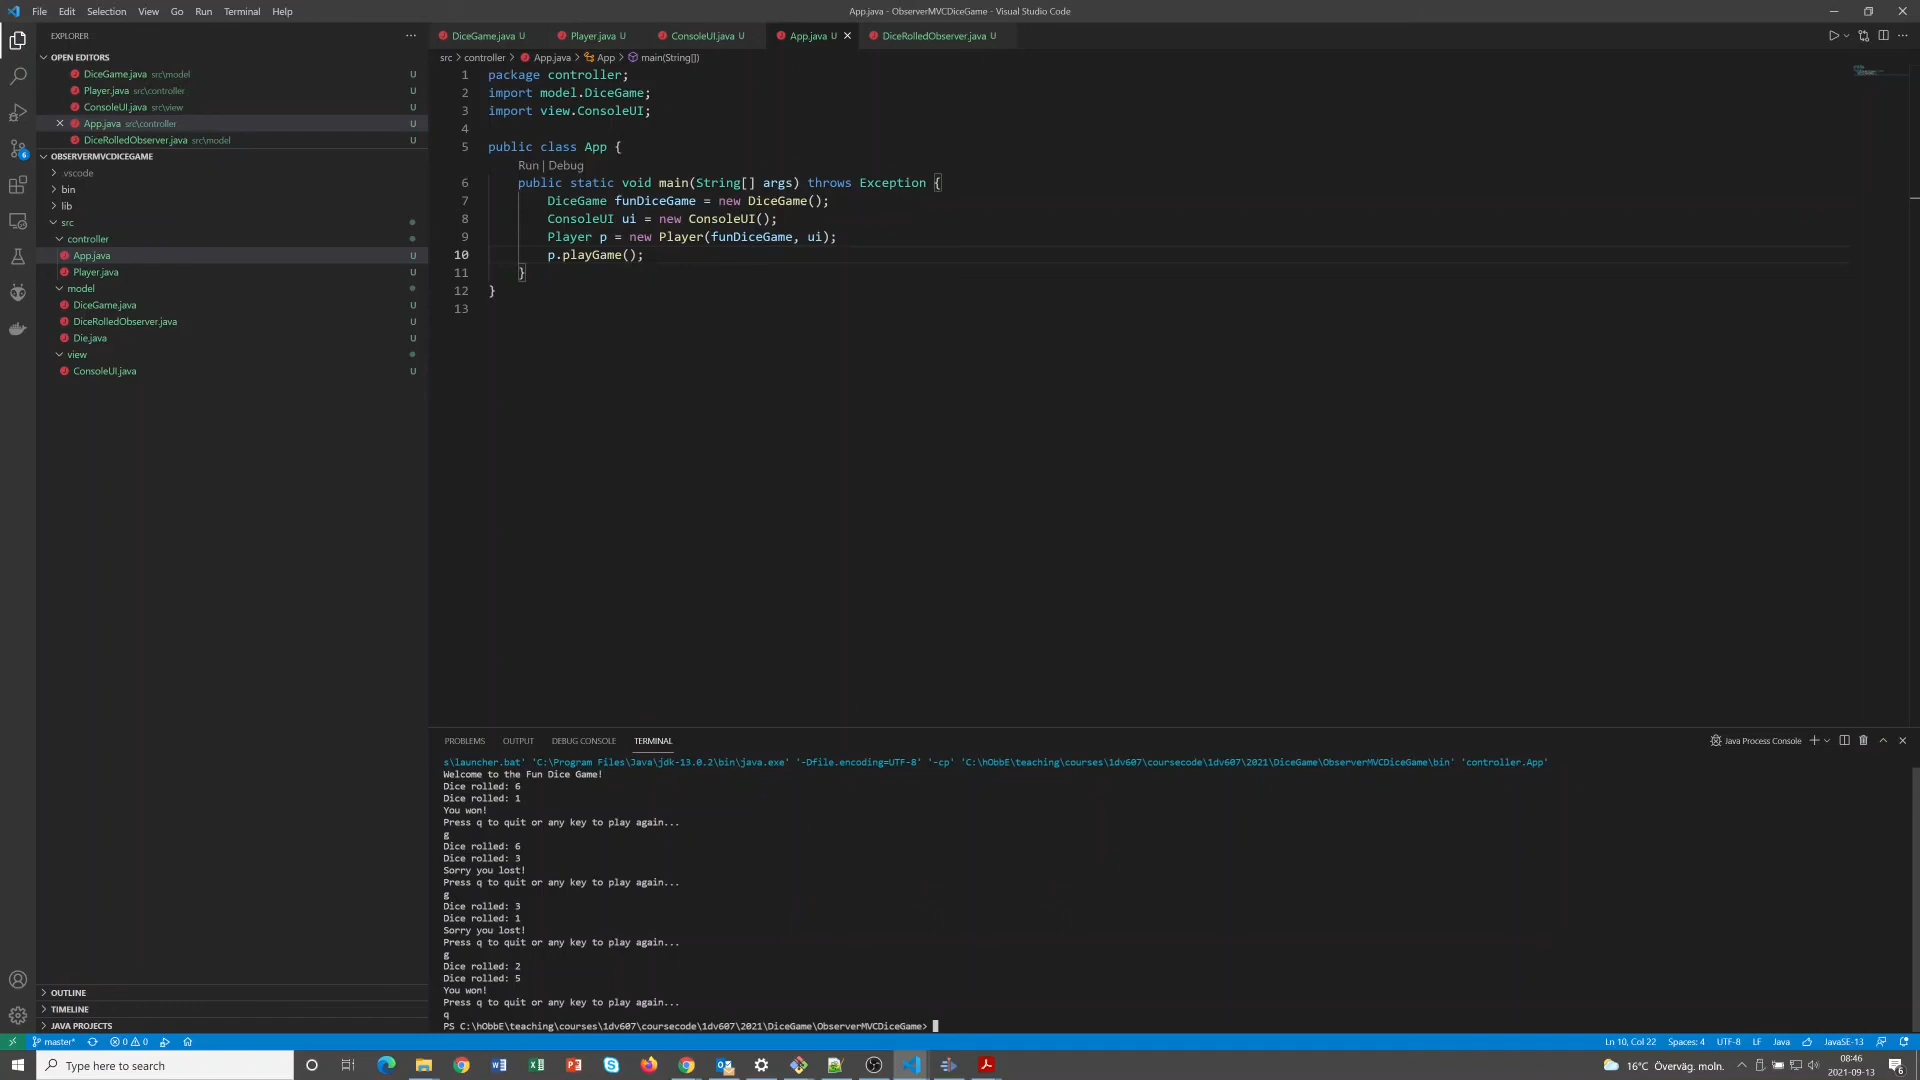 File Edit Selection View Go Run Terminal Help
App.java - ObserverMVCDiceGame - Visual Studio Code
EXPLORER
OPEN EDITORS
DiceGame.java src\model U
Player.java src\controller U
ConsoleUI.java src\view U
App.java src\controller U
DiceRolledObserver.java src\model U
OBSERVERMVCDICEGAME
.vscode
bin
lib
src
controller
App.java U
Player.java U
model
DiceGame.java U
DiceRolledObserver.java U
Die.java U
view
ConsoleUI.java U
OUTLINE
TIMELINE
JAVA PROJECTS
DiceGame.java U Player.java U ConsoleUI.java U App.java U DiceRolledObserver.java U
src > controller > App.java > App > main(String[])
1 package controller;
2 import model.DiceGame;
3 import view.ConsoleUI;
4
5 public class App {
Run | Debug
6 public static void main(String[] args) throws Exception {
7 DiceGame funDiceGame = new DiceGame();
8 ConsoleUI ui = new ConsoleUI();
9 Player p = new Player(funDiceGame, ui);
10 p.playGame();
11 }
12 }
13
PROBLEMS OUTPUT DEBUG CONSOLE TERMINAL
Java Process Console
s\launcher.bat' 'C:\Program Files\Java\jdk-13.0.2\bin\java.exe' '-Dfile.encoding=UTF-8' '-cp' 'C:\hObbE\teaching\courses\1dv607\coursecode\1dv607\2021\DiceGame\ObserverMVCDiceGame\bin' 'controller.App'
Welcome to the Fun Dice Game!
Dice rolled: 6
Dice rolled: 1
You won!
Press q to quit or any key to play again...
g
Dice rolled: 6
Dice rolled: 3
Sorry you lost!
Press q to quit or any key to play again...
g
Dice rolled: 3
Dice rolled: 1
Sorry you lost!
Press q to quit or any key to play again...
g
Dice rolled: 2
Dice rolled: 5
You won!
Press q to quit or any key to play again...
q
PS C:\hObbE\teaching\courses\1dv607\coursecode\1dv607\2021\DiceGame\ObserverMVCDiceGame>
master* 0 0
Ln 10, Col 22 Spaces: 4 UTF-8 LF Java JavaSE-13
Type here to search
16°C Överväg. moln.
08:46
2021-09-13
6